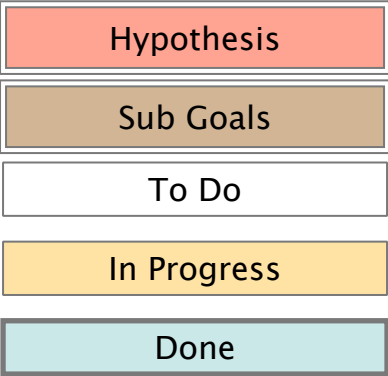 Hypothesis
Sub Goals
To Do
In Progress
Done